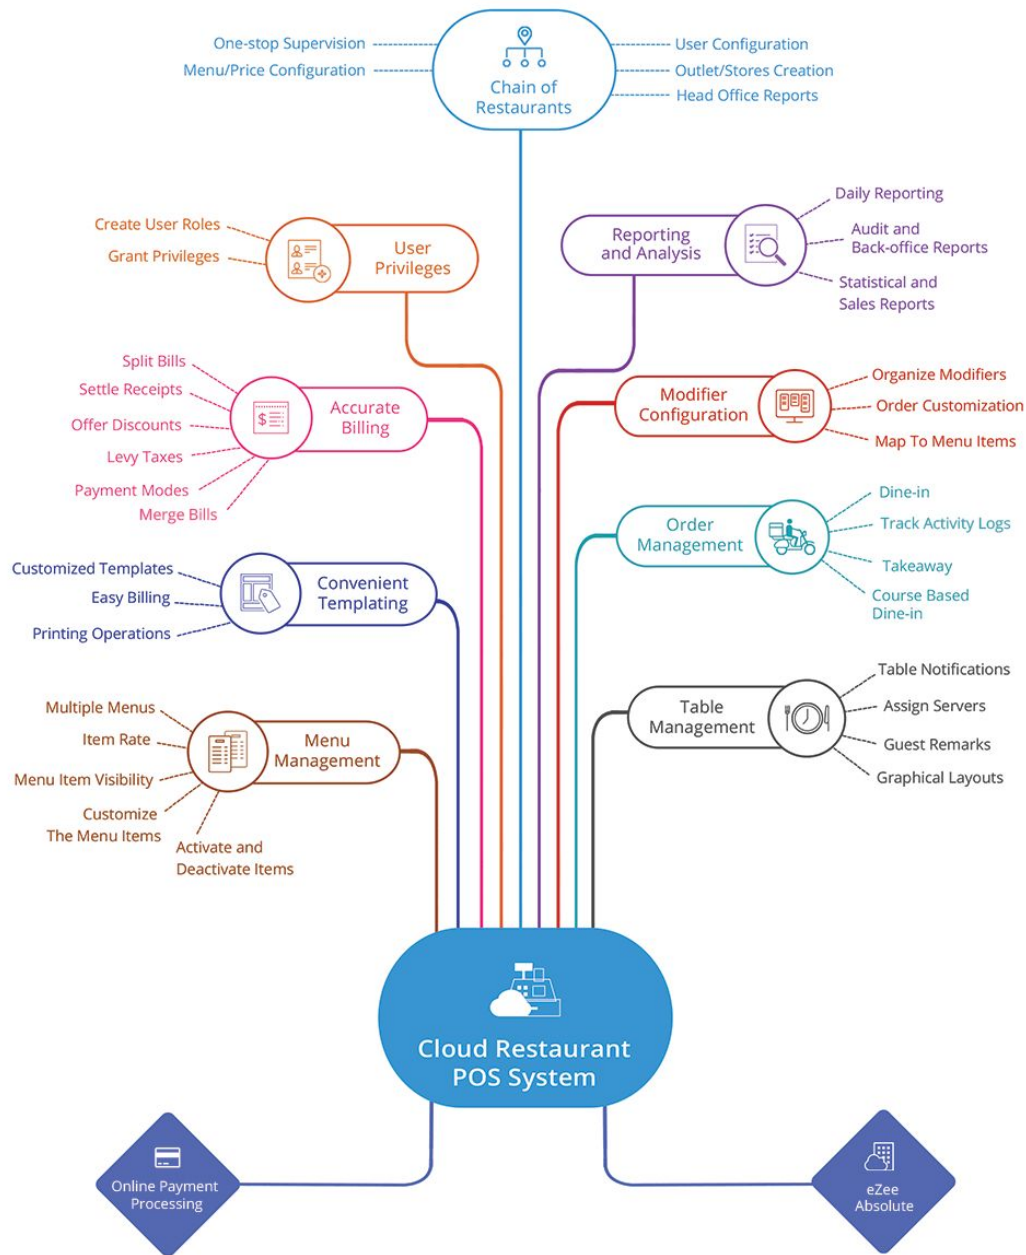 One-stop Supervision
Menu/Price Configuration
Chain of
Restaurants
User Configuration
Outlet/Stores Creation
Head Office Reports
Create User Roles
Grant Privileges
User
Privileges
Reporting
and Analysis
Daily Reporting
Audit and
Back-office Reports
Statistical and
Sales Reports
Split Bills
Settle Receipts
Offer Discounts
Levy Taxes
Payment Modes
Merge Bills
$
Accurate
Billing
Modifier
Configuration
Organize Modifiers
Order Customization
Map To Menu Items
Customized Templates
Easy Billing
Printing Operations
Convenient
Templating
Order
Management
Dine-in
Track Activity Logs
Takeaway
Course Based
Dine-in
Multiple Menus
Item Rate
Menu Item Visibility
Customize
The Menu Items
Activate and
Deactivate Items
Menu
Management
Table
Management
Table Notifications
Assign Servers
Guest Remarks
Graphical Layouts
Cloud Restaurant
POS System
Online Payment
Processing
eZee
Absolute